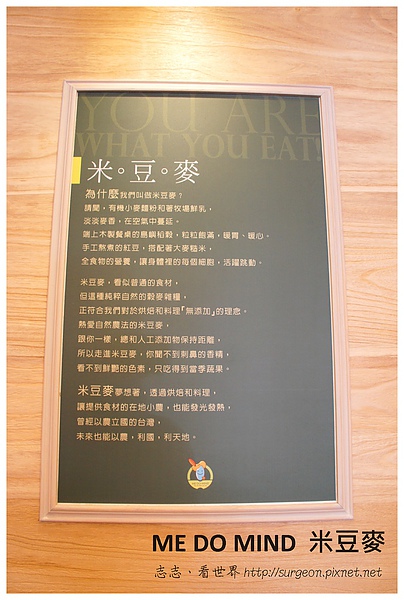 YOU ARE
WHAT YOU EAT!
米。豆。麥
為什麼我們叫做米豆麥？
請聞，有機小麥麵粉和著牧場鮮乳，
淡淡麥香，在空氣中蔓延。
端上木製餐桌的島嶼稻穀，粒粒飽滿，暖胃、暖心。
手工熬煮的紅豆，搭配著大麥糙米，
全食物的營養，讓身體裡的每個細胞，活躍跳動。
米豆麥，看似普通的食材，
但這種純粹自然的穀麥雜糧，
正符合我們對於烘焙和料理「無添加」的理念。
熱愛自然農法的米豆麥，
跟你一樣，總和人工添加物保持距離，
所以走進米豆麥，你聞不到刺鼻的香精，
看不到鮮艷的色素，只吃得到當季蔬果。
米豆麥夢想著，透過烘焙和料理，
讓提供食材的在地小農，也能發光發熱，
曾經以農立國的台灣，
未來也能以農，利國，利天地。
ME DO MIND 米豆麥
志志、看世界 http://surgeon.pixnet.net